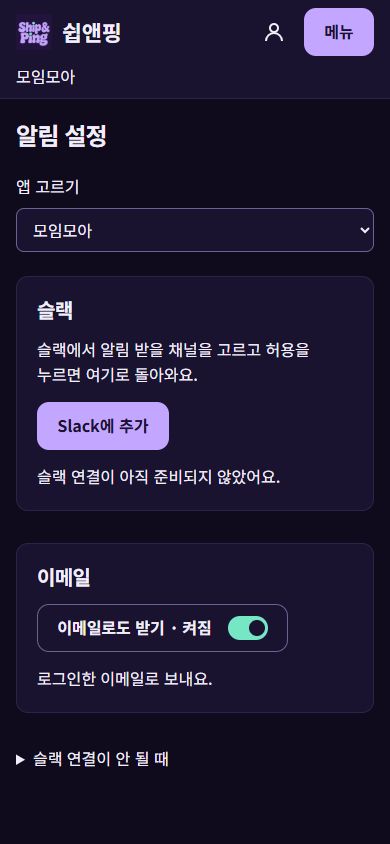 Ship&
Ping
쉽앤핑
메뉴
모임모아
알림 설정
앱 고르기
모임모아
슬랙
슬랙에서 알림 받을 채널을 고르고 허용을
누르면 여기로 돌아와요.
Slack에 추가
슬랙 연결이 아직 준비되지 않았어요.
이메일
이메일로도 받기 · 켜짐
로그인한 이메일로 보내요.
▶ 슬랙 연결이 안 될 때